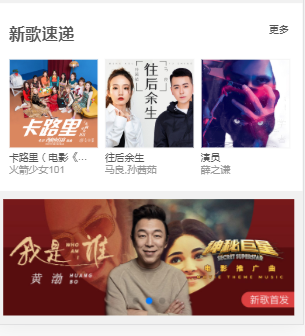 新歌速递
更多
卡路里
往后余生
卡路里（电影《...
往后余生
演员
火箭少女101
马良,孙茜茹
薛之谦
我是谁
WHO AM I
黄渤
HUANG BO
神秘巨星
SECRET SUPERSTAR
电影推广曲
MOVIE THEME MUSIC
新歌首发